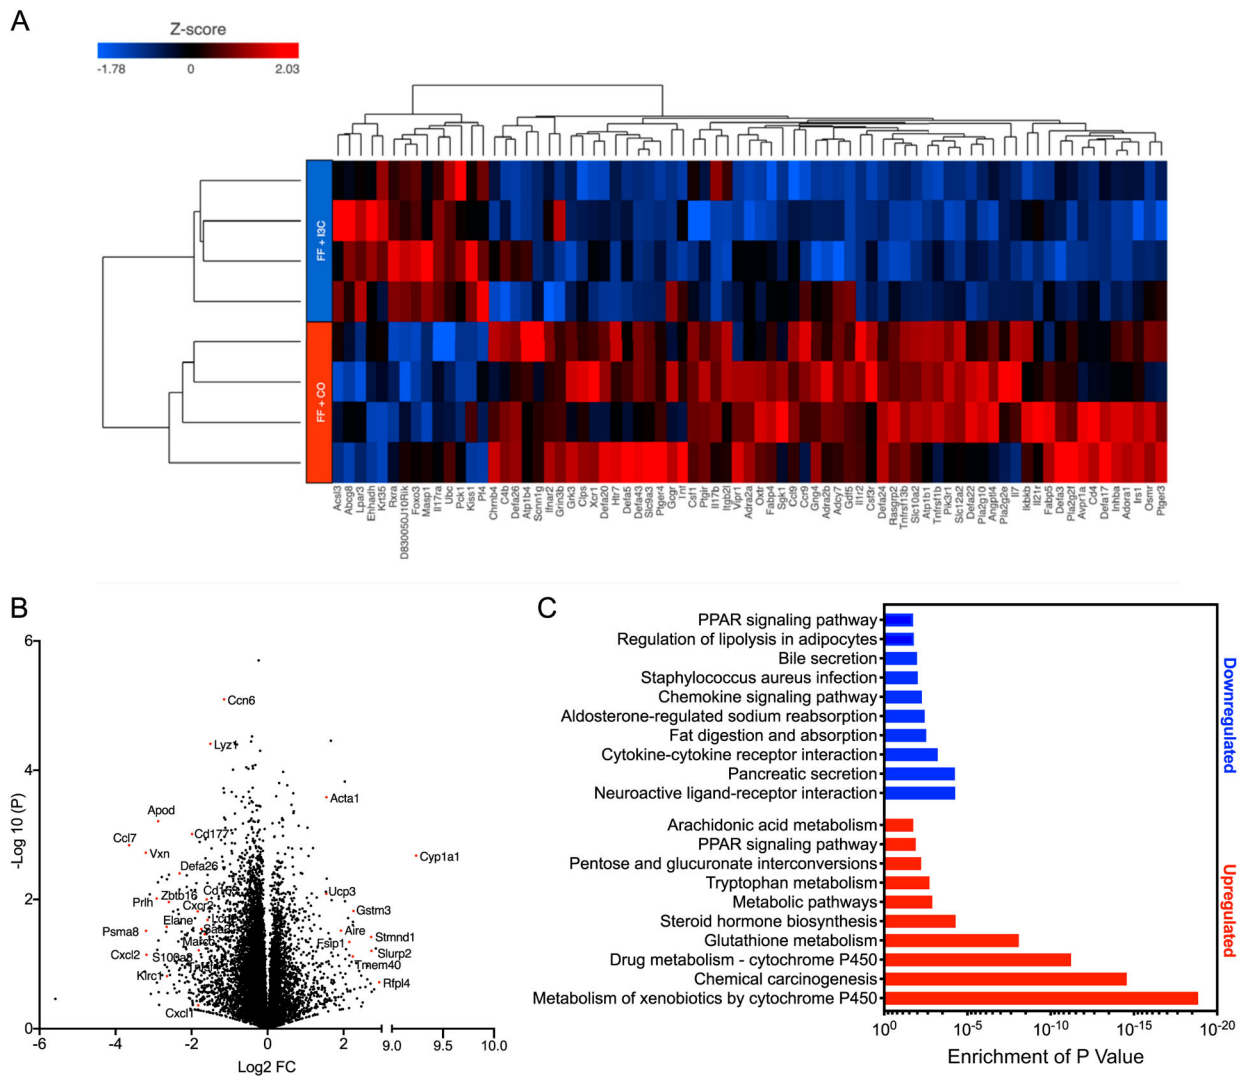 A
Z-score
-1.78
0
2.03
FF + I3C
FF + CO
Acsl3
Abcg8
Lpar3
Ehhadh
Krt35
Rxra
D830050J10Rik
Foxo3
Masp1
Il17ra
Ubc
Pck1
Kiss1
Pf4
Chrnb4
C4b
Defa26
Atp1b4
Scnn1g
Ifnar2
Grin3b
Grk3
Clps
Xcr1
Defa20
Htr7
Defa5
Defa43
Slc9a3
Ptger4
Glcgr
Tnf
Csf1
Ptgir
Il17b
Itgb2l
Vipr1
Adra2a
Oxtr
Fabp4
Sgk1
Ccl9
Ccr9
Gng4
Adra2b
Adcy7
Gdf5
Il1r2
Csf3r
Defa24
Rasgrp2
Tnfrsf13b
Slc10a2
Atp1b1
Tnfrsf1b
Pik3r1
Slc12a2
Defa22
Pla2g10
Angptl4
Pla2g2e
Il7
Ikbkb
Il21r
Fabp5
Defa3
Pla2g2f
Avpr1a
Cd4
Defa17
Inhba
Adora1
Irs1
Osmr
Ptger3
B
-Log 10 (P)
6
4
2
0
Ccn6
Lyz1
Acta1
Apod
Cd177
Ccl7
Vxn
Cyp1a1
Defa26
Cd163
Ucp3
Zbtb16
Prlh
Cxcr2
Gstm3
Elane
Psma8
Aire
Stmnd1
Fsip1
Cxcl2
S100a8
Slurp2
Tmem40
Klrc1
Rfpl4
Cxcl1
-6
-4
-2
0
2
9.0
9.5
10.0
Log2 FC
C
PPAR signaling pathway
Regulation of lipolysis in adipocytes
Bile secretion
Staphylococcus aureus infection
Chemokine signaling pathway
Aldosterone-regulated sodium reabsorption
Fat digestion and absorption
Cytokine-cytokine receptor interaction
Pancreatic secretion
Neuroactive ligand-receptor interaction
Downregulated
Arachidonic acid metabolism
PPAR signaling pathway
Pentose and glucuronate interconversions
Tryptophan metabolism
Metabolic pathways
Steroid hormone biosynthesis
Glutathione metabolism
Drug metabolism - cytochrome P450
Chemical carcinogenesis
Metabolism of xenobiotics by cytochrome P450
Upregulated
10⁰
10⁻⁵
10⁻¹⁰
10⁻¹⁵
10⁻²⁰
Enrichment of P Value